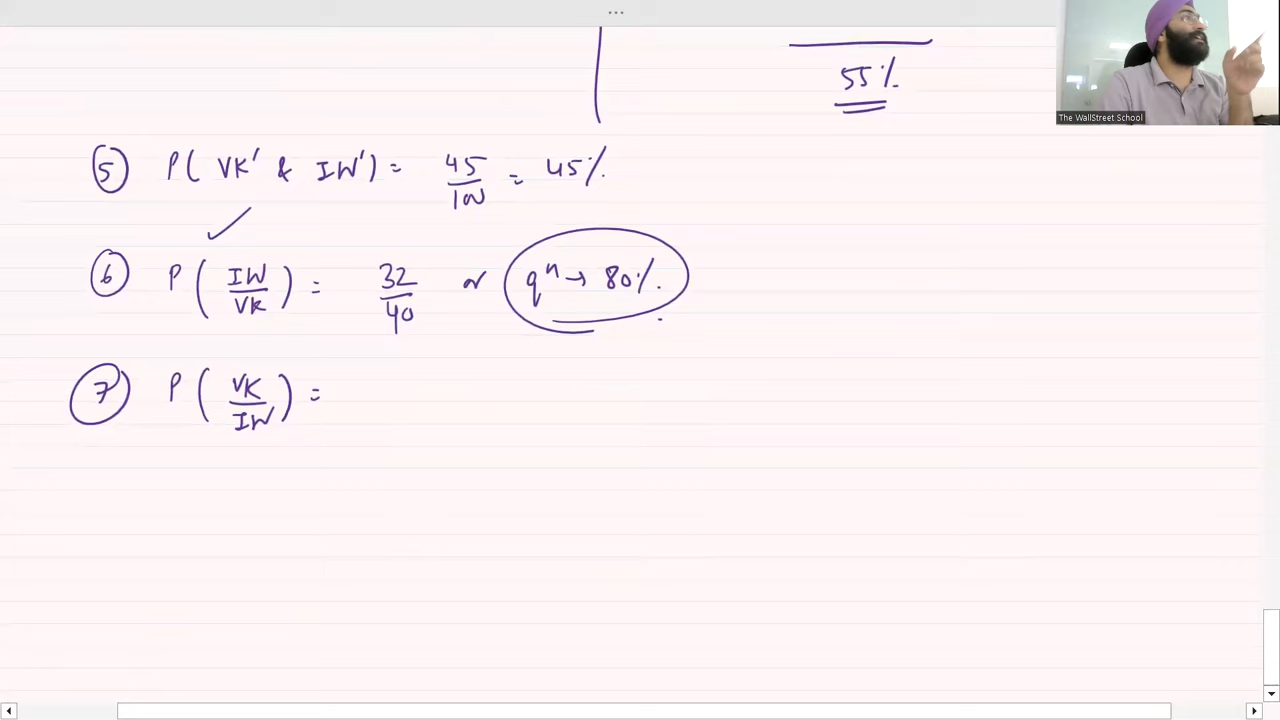 55%
The WallStreet School
5 P( VK' & IW') = 45/100 = 45%
6 P( IW/VK ) = 32/40 or qⁿ → 80%.
7 P( VK/IW ) =